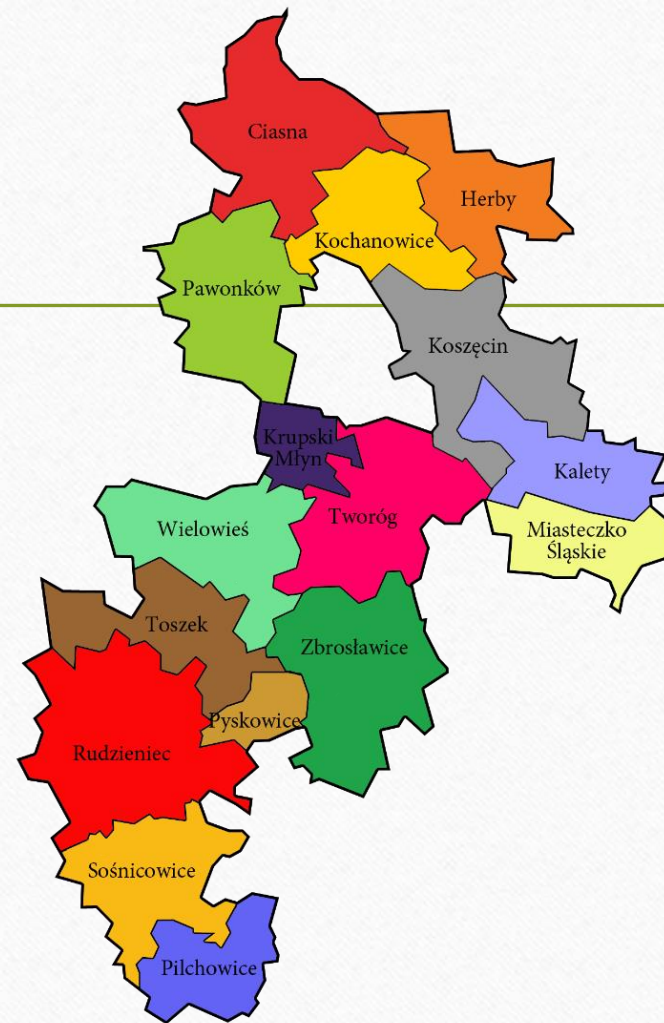 Ciasna
Herby
Kochanowice
Pawonków
Koszęcin
Krupski
Młyn
Kalety
Wielowieś
Tworóg
Miasteczko
Śląskie
Toszek
Zbrosławice
Pyskowice
Rudzieniec
Sośnicowice
Pilchowice